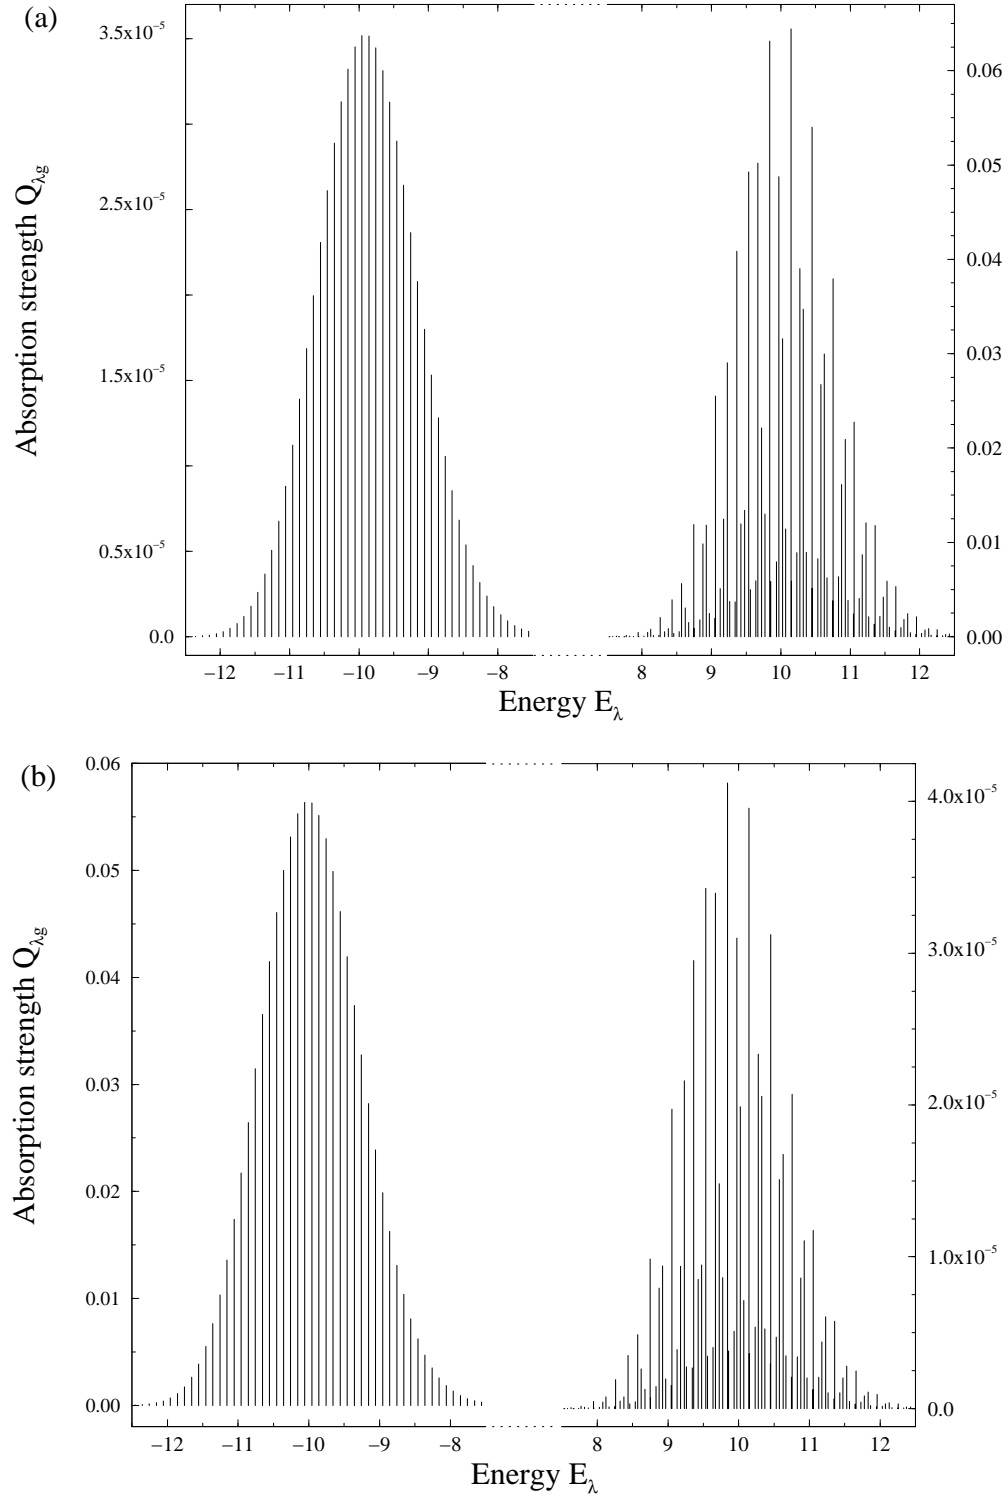 (a)
Absorption strength Q_λg
3.5x10⁻⁵
2.5x10⁻⁵
1.5x10⁻⁵
0.5x10⁻⁵
0.0
0.06
0.05
0.04
0.03
0.02
0.01
0.00
−12 −11 −10 −9 −8 8 9 10 11 12
Energy E_λ
(b)
Absorption strength Q_λg
0.06
0.05
0.04
0.03
0.02
0.01
0.00
4.0x10⁻⁵
3.0x10⁻⁵
2.0x10⁻⁵
1.0x10⁻⁵
0.0
−12 −11 −10 −9 −8 8 9 10 11 12
Energy E_λ